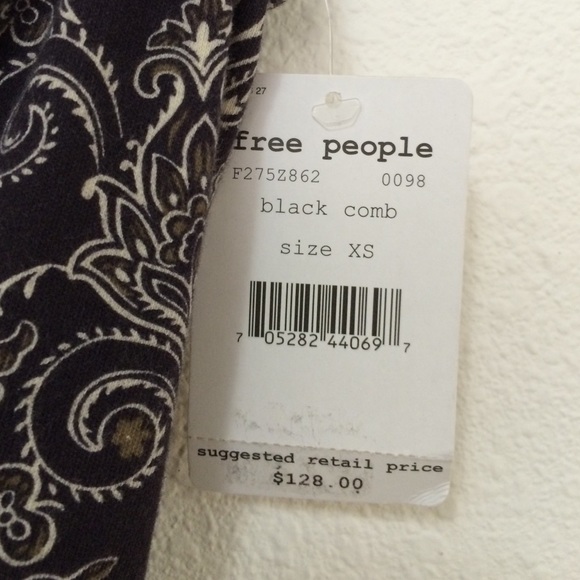 27
free people
F275Z862 0098
black comb
size XS
7 05282 44069 7
suggested retail price
$128.00